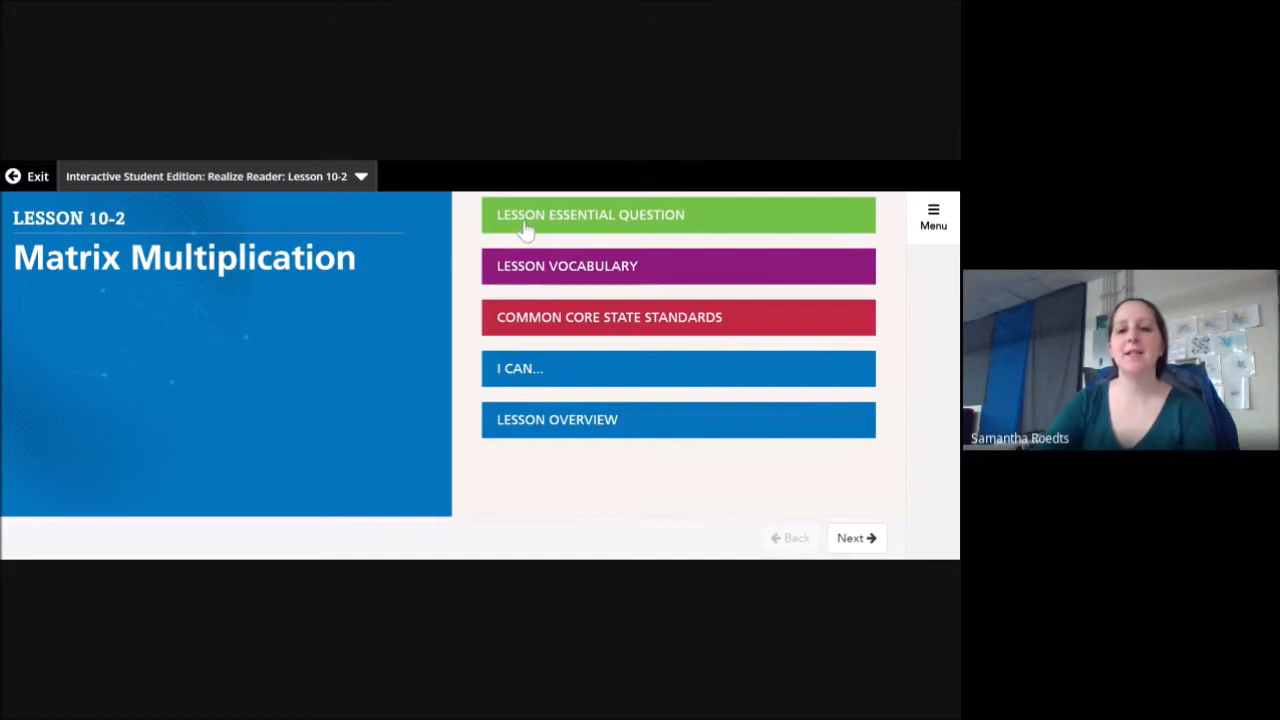 Exit
Interactive Student Edition: Realize Reader: Lesson 10-2
LESSON 10-2
Matrix Multiplication
LESSON ESSENTIAL QUESTION
LESSON VOCABULARY
COMMON CORE STATE STANDARDS
I CAN...
LESSON OVERVIEW
Menu
Back
Next
Samantha Roedts